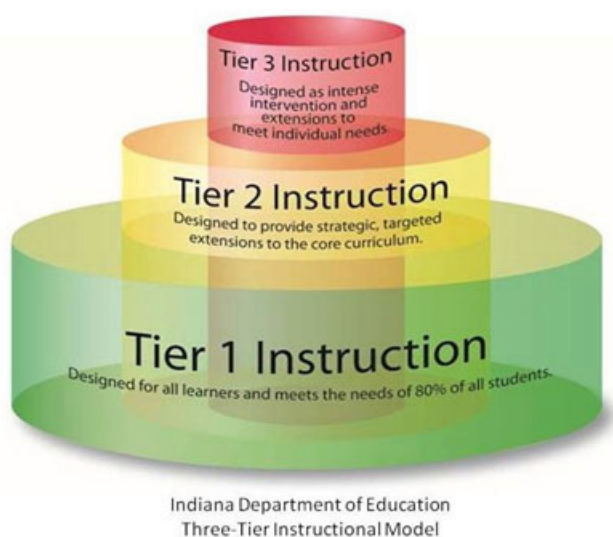 Tier 3 Instruction
Designed as intense
intervention and
extensions to
meet individual needs.
Tier 2 Instruction
Designed to provide strategic, targeted
extensions to the core curriculum.
Tier 1 Instruction
Designed for all learners and meets the needs of 80% of all students.
Indiana Department of Education
Three-Tier Instructional Model